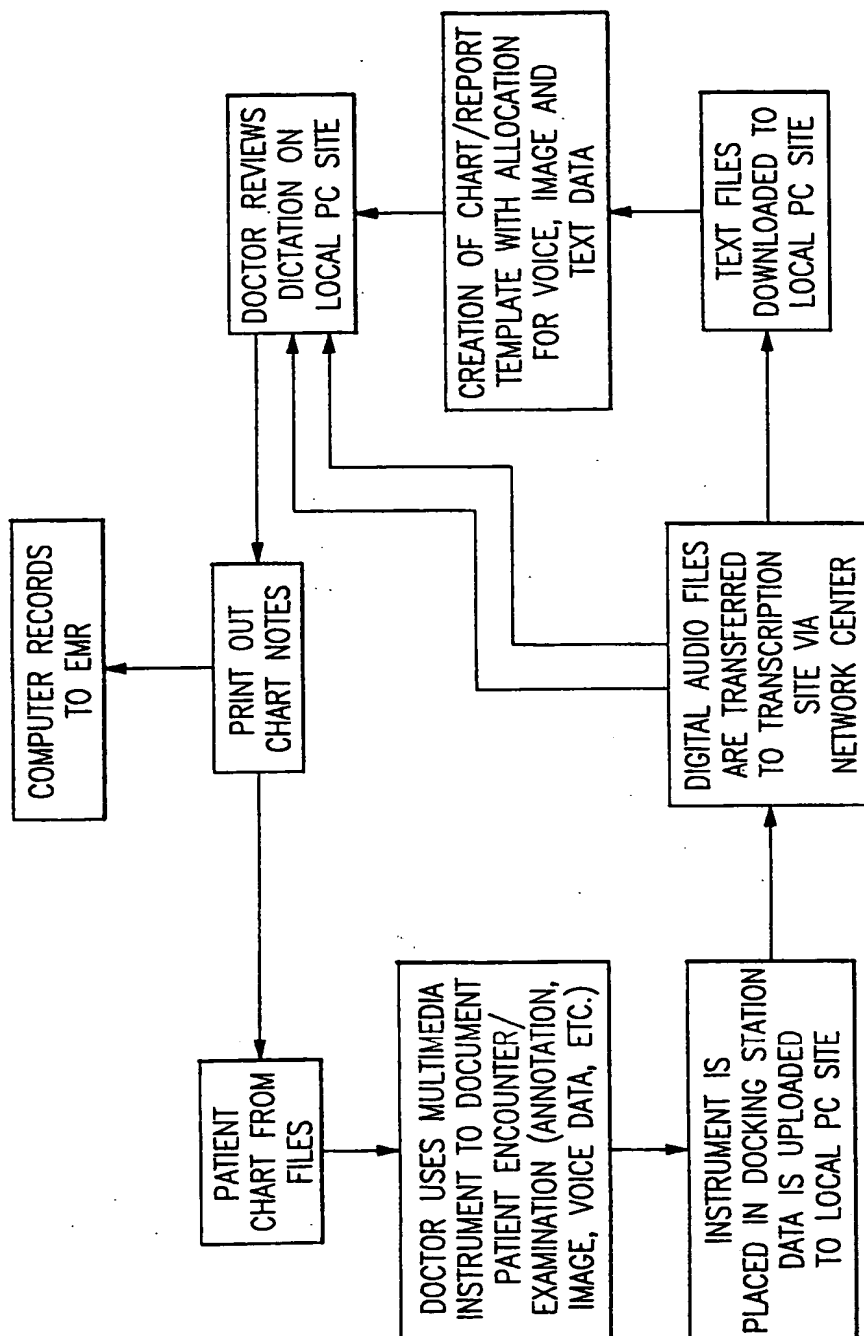 COMPUTER RECORDS
TO EMR
PRINT OUT
CHART NOTES
DOCTOR REVIEWS
DICTATION ON
LOCAL PC SITE
PATIENT
CHART FROM
FILES
DOCTOR USES MULTIMEDIA
INSTRUMENT TO DOCUMENT
PATIENT ENCOUNTER/
EXAMINATION (ANNOTATION,
IMAGE, VOICE DATA, ETC.)
INSTRUMENT IS
PLACED IN DOCKING STATION
DATA IS UPLOADED
TO LOCAL PC SITE
DIGITAL AUDIO FILES
ARE TRANSFERRED
TO TRANSCRIPTION
SITE VIA
NETWORK CENTER
TEXT FILES
DOWNLOADED TO
LOCAL PC SITE
CREATION OF CHART/REPORT
TEMPLATE WITH ALLOCATION
FOR VOICE, IMAGE AND
TEXT DATA